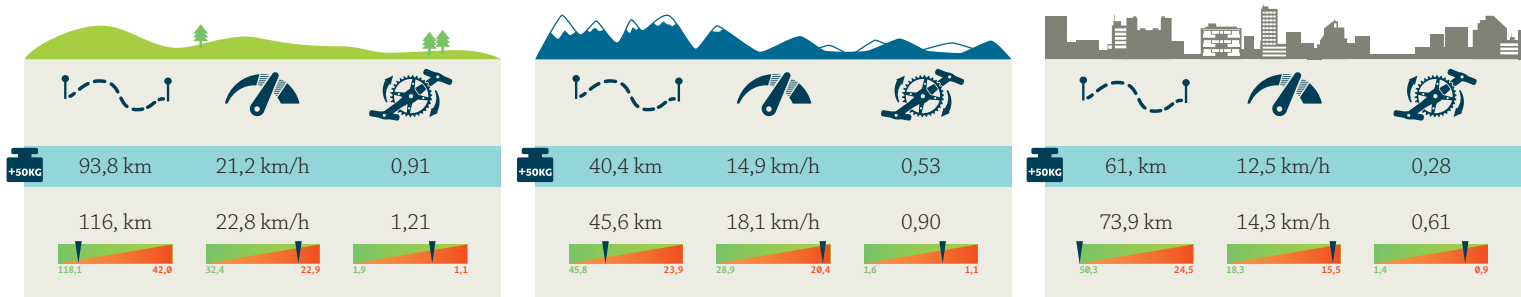 +50KG 93,8 km 21,2 km/h 0,91
116, km 22,8 km/h 1,21
118,1 42,0 32,4 22,9 1,9 1,1
+50KG 40,4 km 14,9 km/h 0,53
45,6 km 18,1 km/h 0,90
45,8 23,9 28,9 20,4 1,6 1,1
+50KG 61, km 12,5 km/h 0,28
73,9 km 14,3 km/h 0,61
50,3 24,5 18,3 15,5 1,4 0,9